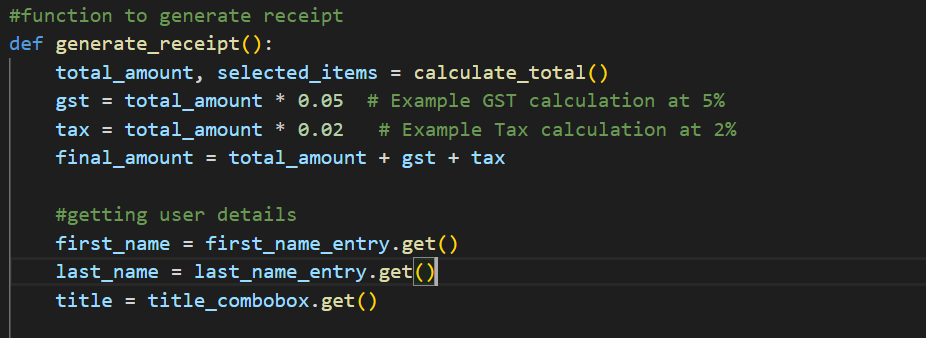 #function to generate receipt
def generate_receipt():
    total_amount, selected_items = calculate_total()
    gst = total_amount * 0.05  # Example GST calculation at 5%
    tax = total_amount * 0.02   # Example Tax calculation at 2%
    final_amount = total_amount + gst + tax

    #getting user details
    first_name = first_name_entry.get()
    last_name = last_name_entry.get()
    title = title_combobox.get()